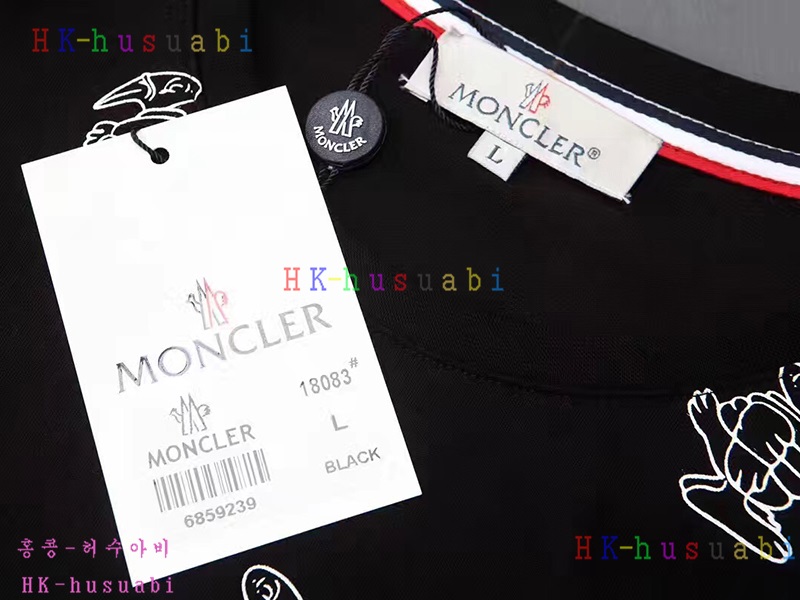 HK-husuabi
MONCLER
MONCLER®
L
HK-husuabi
MONCLER
18083#
MONCLER
L
BLACK
6859239
홍콩-허수아비
HK-husuabi
HK-husuabi